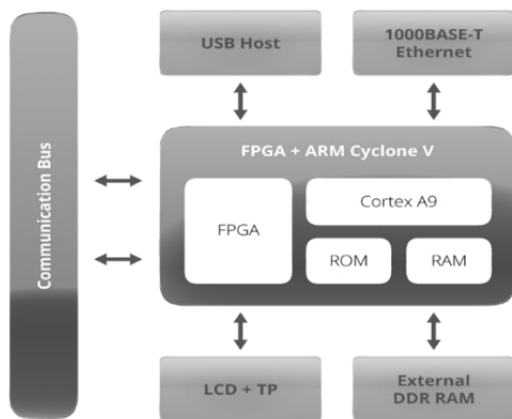 USB Host
1000BASE-T
Ethernet
Communication Bus
FPGA + ARM Cyclone V
FPGA
Cortex A9
ROM
RAM
LCD + TP
External
DDR RAM